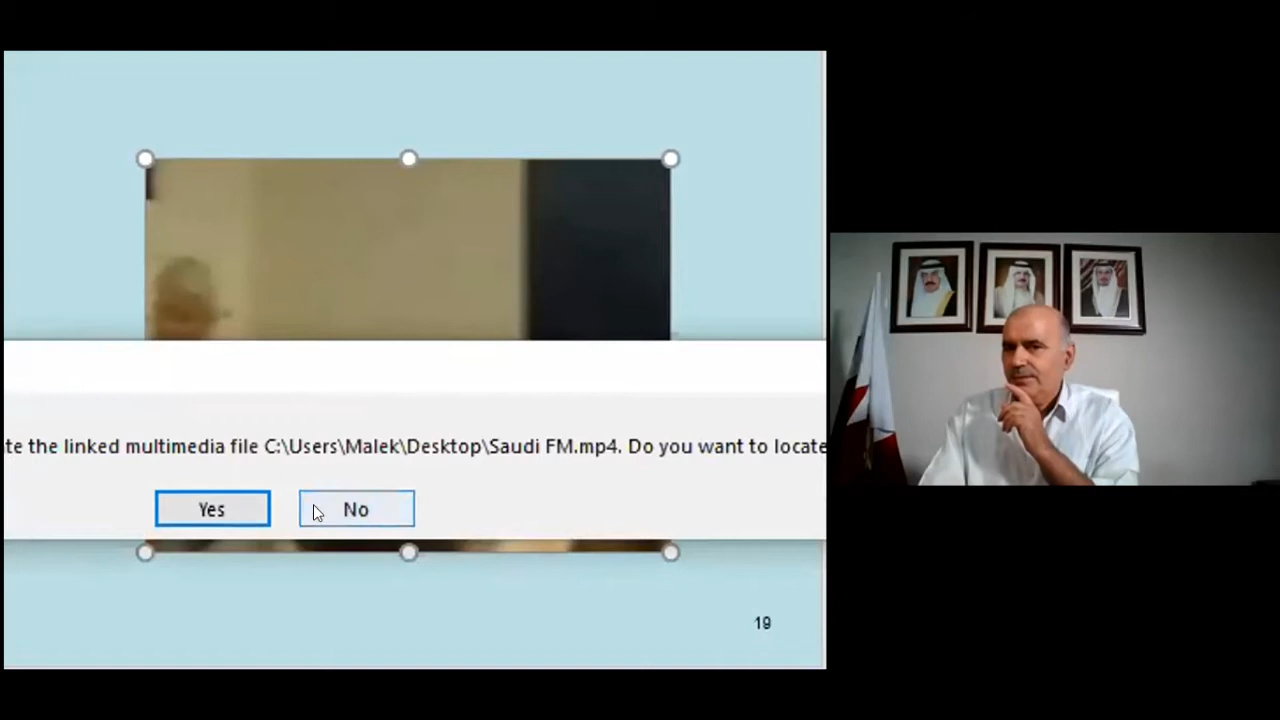 te the linked multimedia file C:\Users\Malek\Desktop\Saudi FM.mp4. Do you want to locate
Yes
No
19